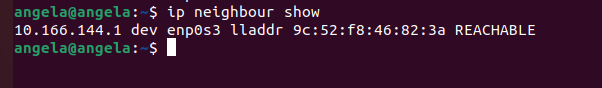 angela@angela:~$ ip neighbour show
10.166.144.1 dev enp0s3 lladdr 9c:52:f8:46:82:3a REACHABLE
angela@angela:~$